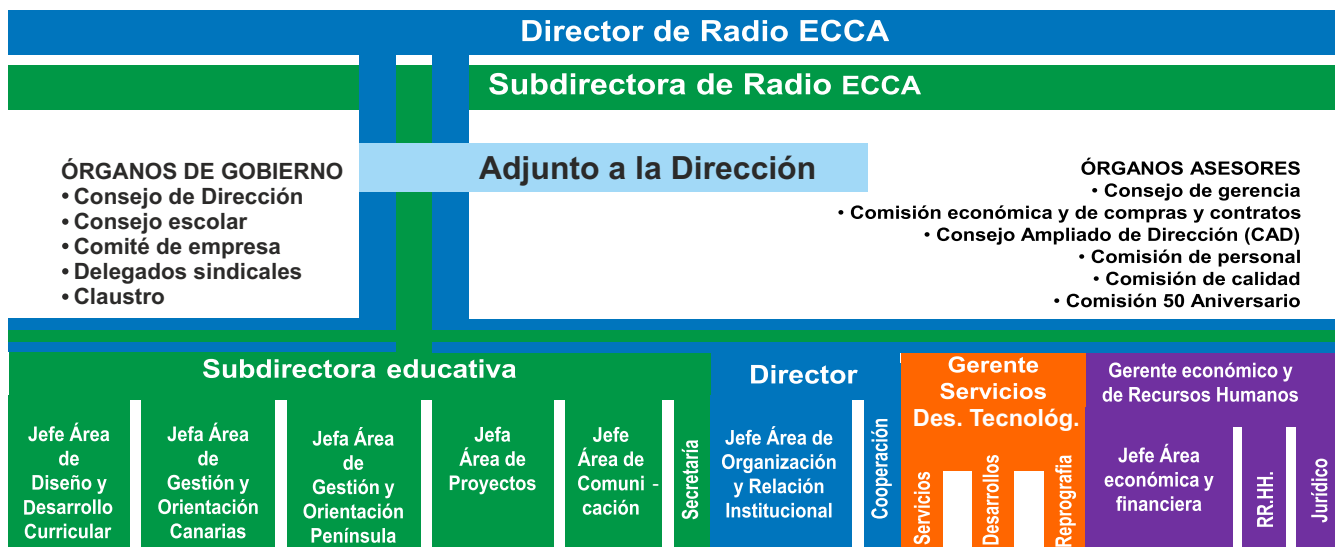 Director de Radio ECCA
Subdirectora de Radio ECCA
Adjunto a la Dirección
ÓRGANOS DE GOBIERNO
• Consejo de Dirección
• Consejo escolar
• Comité de empresa
• Delegados sindicales
• Claustro
ÓRGANOS ASESORES
• Consejo de gerencia
• Comisión económica y de compras y contratos
• Consejo Ampliado de Dirección (CAD)
• Comisión de personal
• Comisión de calidad
• Comisión 50 Aniversario
Subdirectora educativa
Jefe Área
de
Diseño y
Desarrollo
Curricular
Jefa Área
de
Gestión y
Orientación
Canarias
Jefa Área
de
Gestión y
Orientación
Península
Jefa
Área de
Proyectos
Jefe
Área de
Comuni -
cación
Secretaría
Director
Jefe Área de
Organización
y Relación
Institucional
Cooperación
Gerente
Servicios
Des. Tecnológ.
Servicios
Desarrollos
Reprografia
Gerente económico y
de Recursos Humanos
Jefe Área
económica y
financiera
RR.HH.
Jurídico